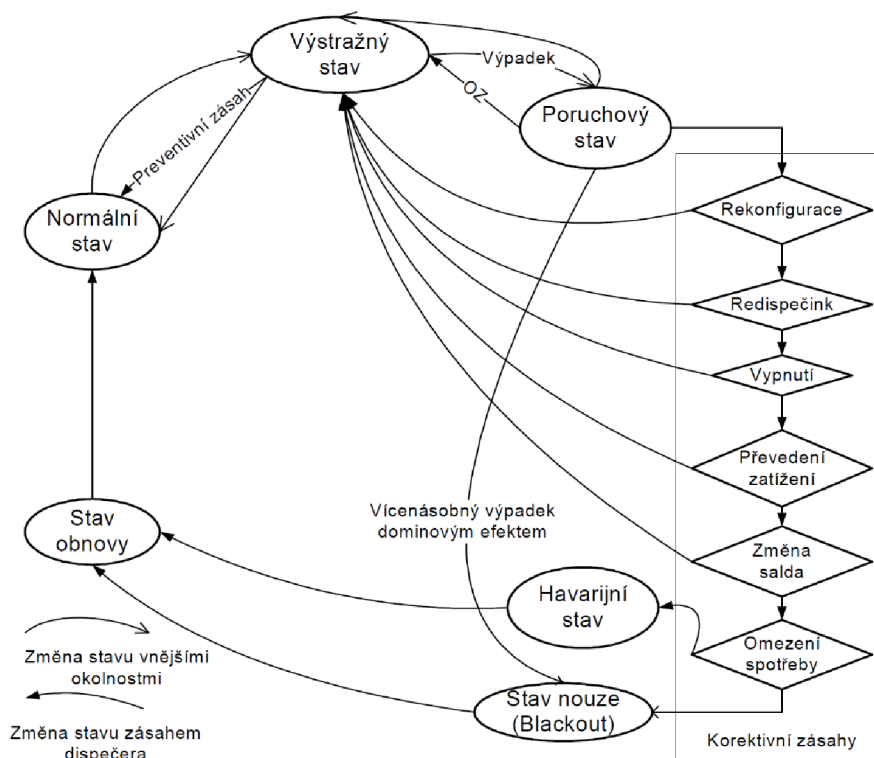 Výstražný
stav
Výpadek
OZ
Poruchový
stav
Preventivní zásah
Normální
stav
Rekonfigurace
Redispečink
Vypnutí
Převedení
zatížení
Vícenásobný výpadek
dominovým efektem
Stav
obnovy
Změna
salda
Havarijní
stav
Omezení
spotřeby
Změna stavu vnějšími
okolnostmi
Stav nouze
(Blackout)
Změna stavu zásahem
dispečera
Korektivní zásahy